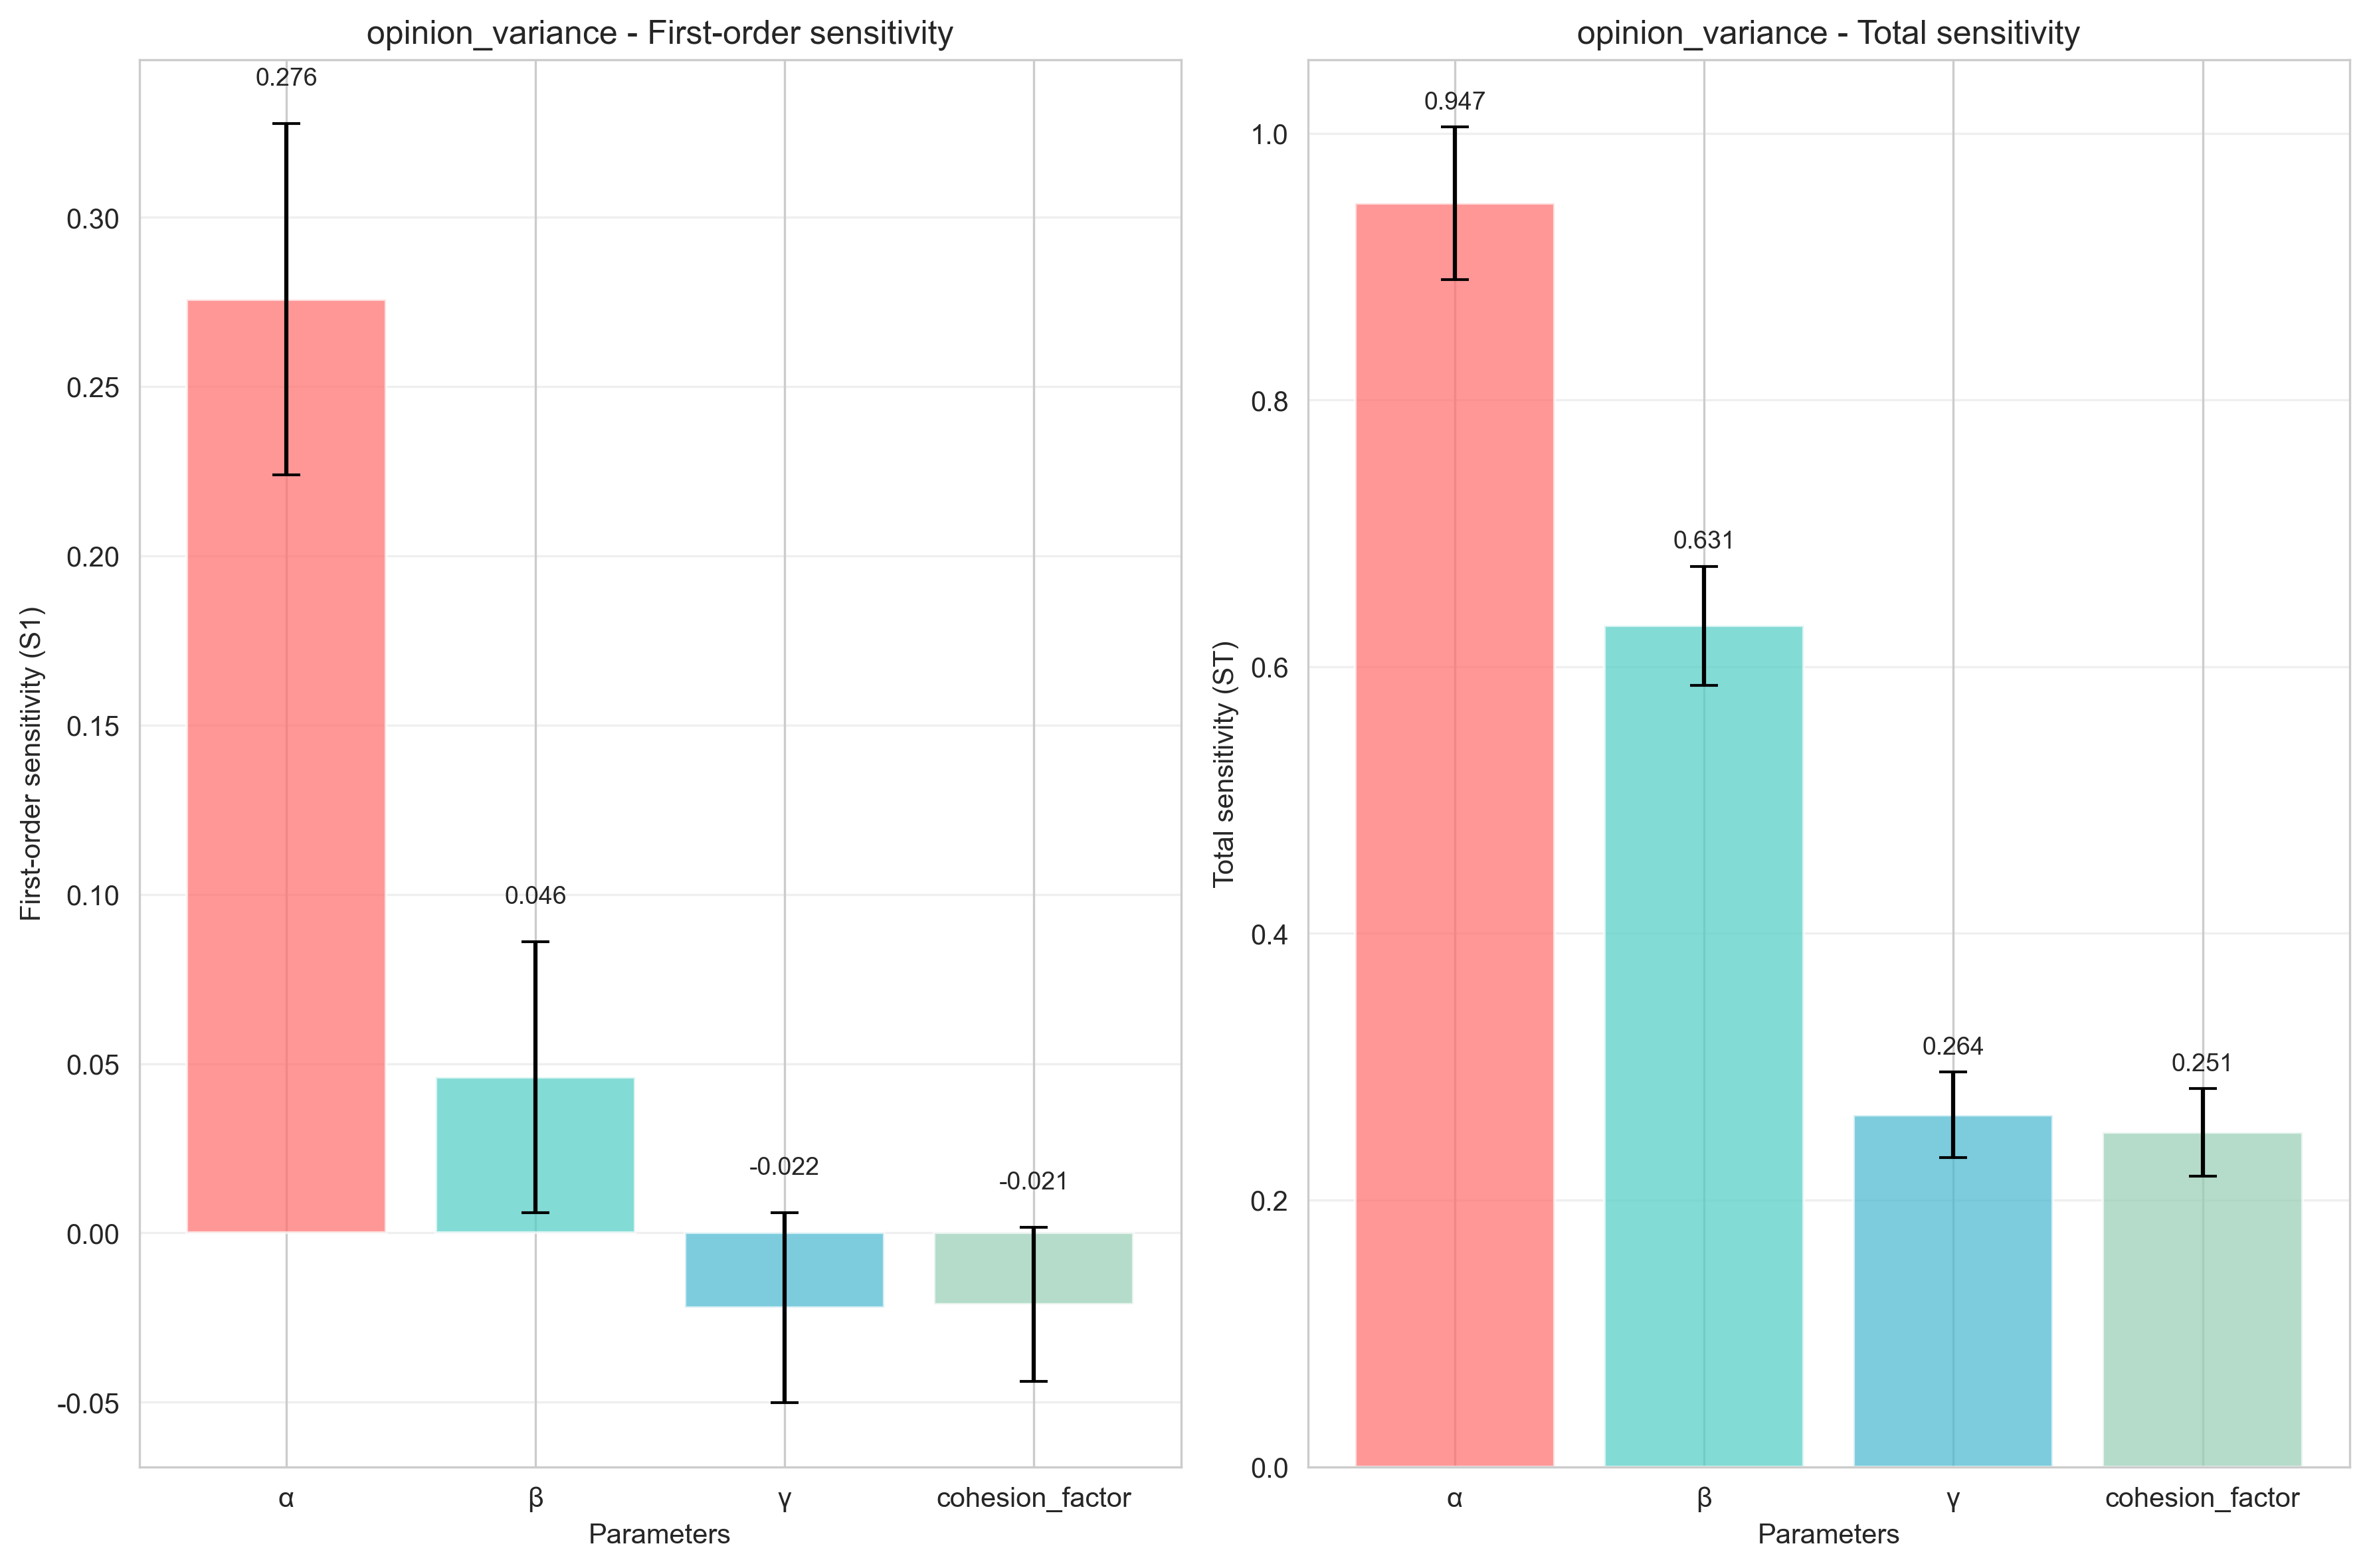 opinion_variance - First-order sensitivity
0.276
0.30
0.25
0.20
0.15
0.10
0.05
0.00
-0.05
First-order sensitivity (S1)
0.046
-0.022
-0.021
α
β
γ
cohesion_factor
Parameters
opinion_variance - Total sensitivity
0.947
1.0
0.8
0.6
0.4
0.2
0.0
Total sensitivity (ST)
0.631
0.264
0.251
α
β
γ
cohesion_factor
Parameters